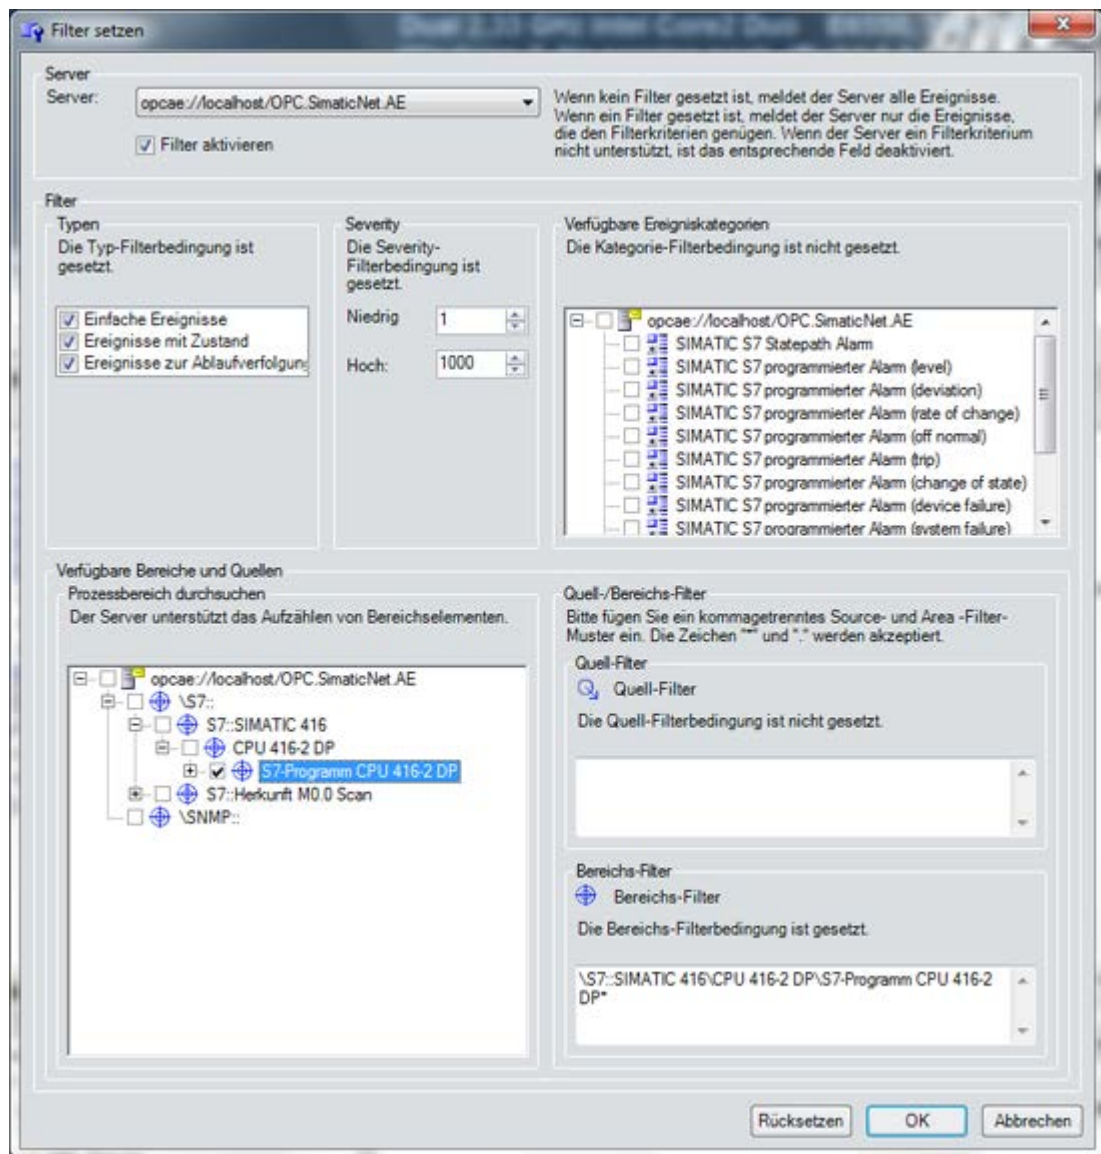 Filter setzen
Server
Server:
opcae://localhost/OPC.SimaticNet.AE
Filter aktivieren
Wenn kein Filter gesetzt ist, meldet der Server alle Ereignisse.
Wenn ein Filter gesetzt ist, meldet der Server nur die Ereignisse,
die den Filterkriterien genügen. Wenn der Server ein Filterkriterium
nicht unterstützt, ist das entsprechende Feld deaktiviert.
Filter
Typen
Die Typ-Filterbedingung ist
gesetzt.
Einfache Ereignisse
Ereignisse mit Zustand
Ereignisse zur Ablaufverfolgung
Severity
Die Severity-
Filterbedingung ist
gesetzt.
Niedrig
1
Hoch:
1000
Verfügbare Ereigniskategorien
Die Kategorie-Filterbedingung ist nicht gesetzt.
opcae://localhost/OPC.SimaticNet.AE
SIMATIC S7 Statepath Alarm
SIMATIC S7 programmierter Alarm (level)
SIMATIC S7 programmierter Alarm (deviation)
SIMATIC S7 programmierter Alarm (rate of change)
SIMATIC S7 programmierter Alarm (off normal)
SIMATIC S7 programmierter Alarm (trip)
SIMATIC S7 programmierter Alarm (change of state)
SIMATIC S7 programmierter Alarm (device failure)
SIMATIC S7 programmierter Alarm (system failure)
Verfügbare Bereiche und Quellen
Prozessbereich durchsuchen
Der Server unterstützt das Aufzählen von Bereichselementen.
opcae://localhost/OPC.SimaticNet.AE
\S7::
S7::SIMATIC 416
CPU 416-2 DP
S7-Programm CPU 416-2 DP
S7::Herkunft M0.0 Scan
\SNMP::
Quell-/Bereichs-Filter
Bitte fügen Sie ein kommagetrenntes Source- und Area -Filter-
Muster ein. Die Zeichen "*" und "." werden akzeptiert.
Quell-Filter
Quell-Filter
Die Quell-Filterbedingung ist nicht gesetzt.
Bereichs-Filter
Bereichs-Filter
Die Bereichs-Filterbedingung ist gesetzt.
\S7::SIMATIC 416\CPU 416-2 DP\S7-Programm CPU 416-2
DP*
Rücksetzen
OK
Abbrechen